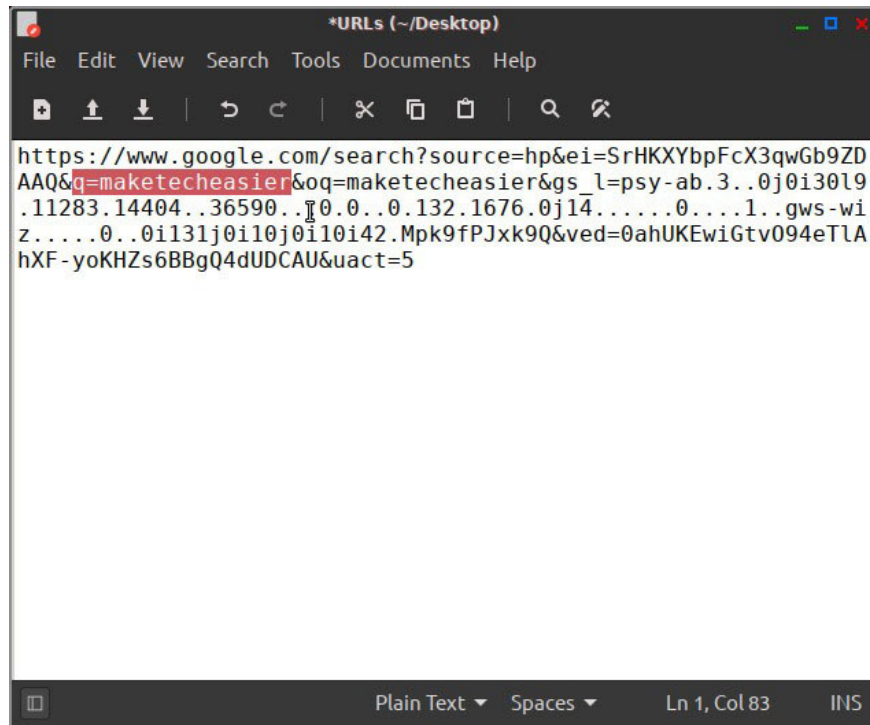 *URLs (~/Desktop)
File Edit View Search Tools Documents Help
https://www.google.com/search?source=hp&ei=SrHKXYbpFcX3qwGb9ZD
AAQ&q=maketecheasier&oq=maketecheasier&gs_l=psy-ab.3..0j0i30l9
.11283.14404..36590...0.0..0.132.1676.0j14......0....1..gws-wi
z.....0..0i131j0i10j0i10i42.Mpk9fPJxk9Q&ved=0ahUKEwiGtvO94eTlA
hXF-yoKHZs6BBgQ4dUDCAU&uact=5
Plain Text Spaces Ln 1, Col 83 INS